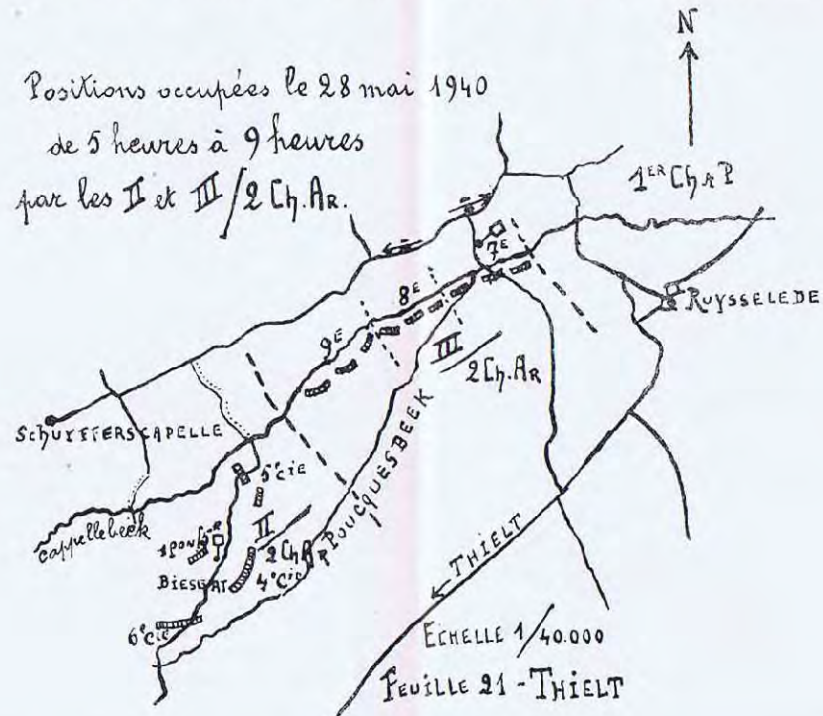 Positions occupées le 28 mai 1940
de 5 heures à 9 heures
par les II et III/2 Ch. Ar.
N
1ER Ch A P
7E
8E
9E
RUYSSELEDE
III
2 Ch. Ar
SCHUYFFERSCAPELLE
POUCQUESBEEK
5e CIE
Cappellebeek
II
2 Ch Ar
BIESGAT
4e Cie
6e Cie
THIELT
ECHELLE 1/40.000
FEUILLE 21 - THIELT